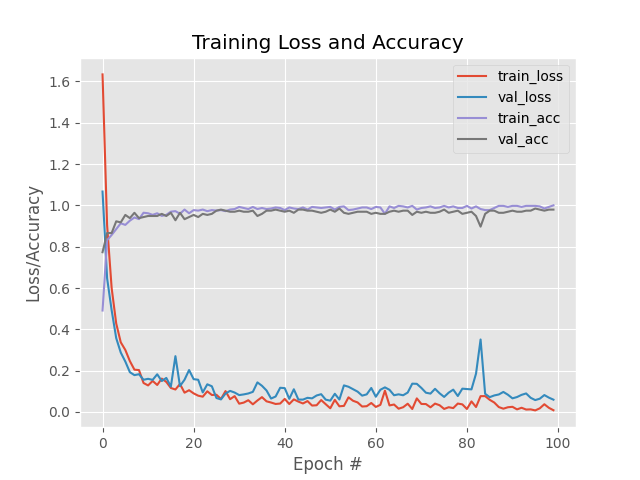 Training Loss and Accuracy
train_loss
val_loss
train_acc
val_acc
Loss/Accuracy
1.6
1.4
1.2
1.0
0.8
0.6
0.4
0.2
0.0
0 20 40 60 80 100
Epoch #